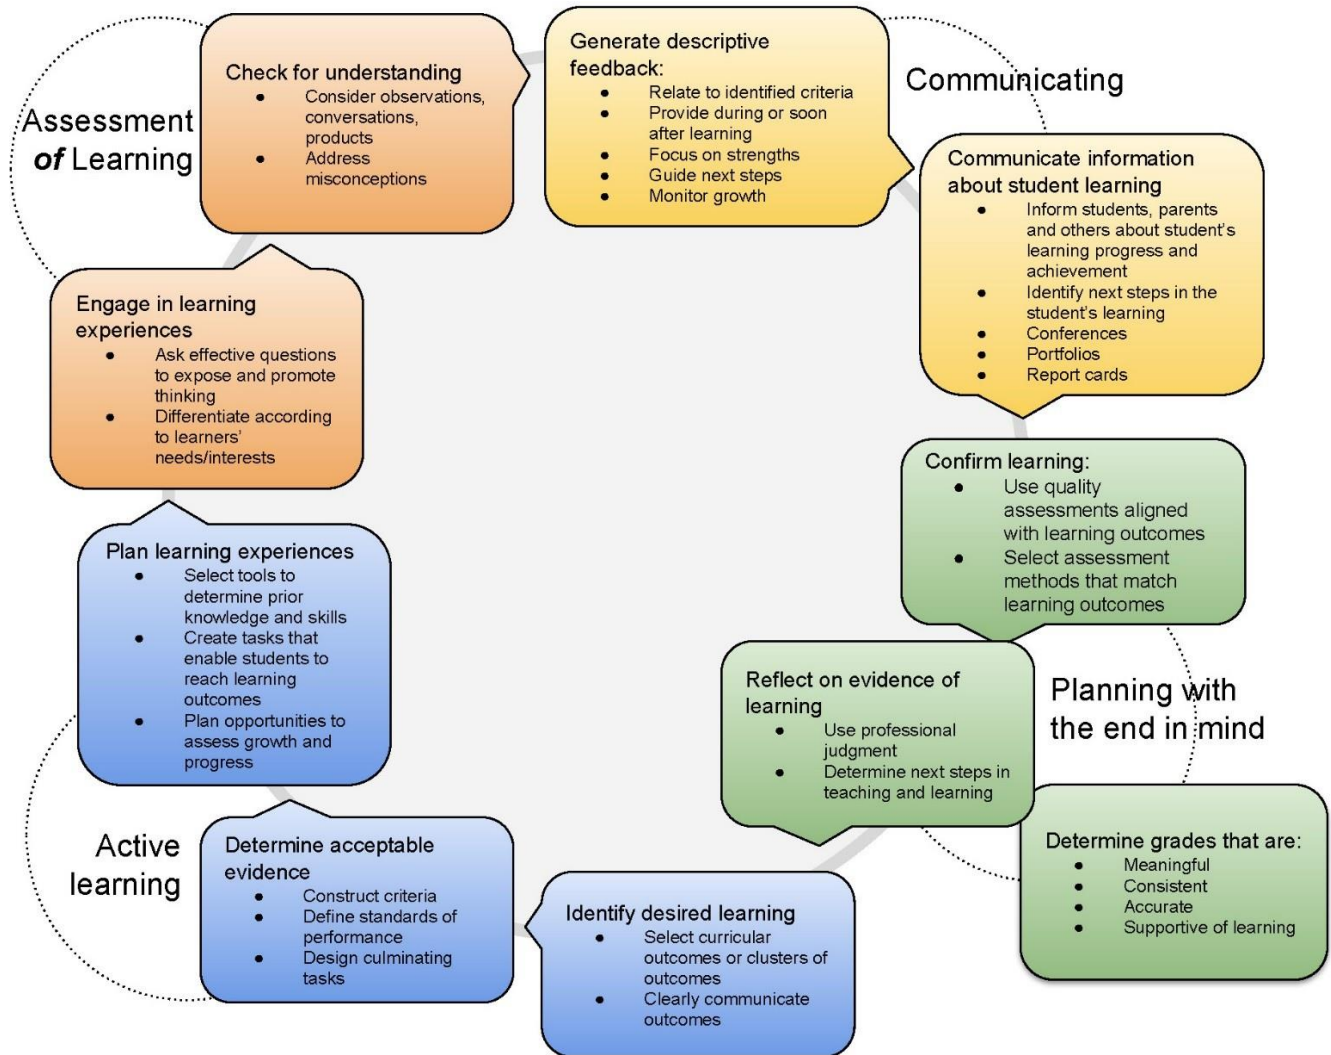 Assessment
of Learning
Check for understanding
● Consider observations,
conversations,
products
● Address
misconceptions
Generate descriptive
feedback:
● Relate to identified criteria
● Provide during or soon
after learning
● Focus on strengths
● Guide next steps
● Monitor growth
Communicating
Communicate information
about student learning
● Inform students, parents
and others about student's
learning progress and
achievement
● Identify next steps in the
student's learning
● Conferences
● Portfolios
● Report cards
Engage in learning
experiences
● Ask effective questions
to expose and promote
thinking
● Differentiate according
to learners'
needs/interests
Confirm learning:
● Use quality
assessments aligned
with learning outcomes
● Select assessment
methods that match
learning outcomes
Plan learning experiences
● Select tools to
determine prior
knowledge and skills
● Create tasks that
enable students to
reach learning
outcomes
● Plan opportunities to
assess growth and
progress
Reflect on evidence of
learning
● Use professional
judgment
● Determine next steps in
teaching and learning
Planning with
the end in mind
Active
learning
Determine acceptable
evidence
● Construct criteria
● Define standards of
performance
● Design culminating
tasks
Identify desired learning
● Select curricular
outcomes or clusters of
outcomes
● Clearly communicate
outcomes
Determine grades that are:
● Meaningful
● Consistent
● Accurate
● Supportive of learning